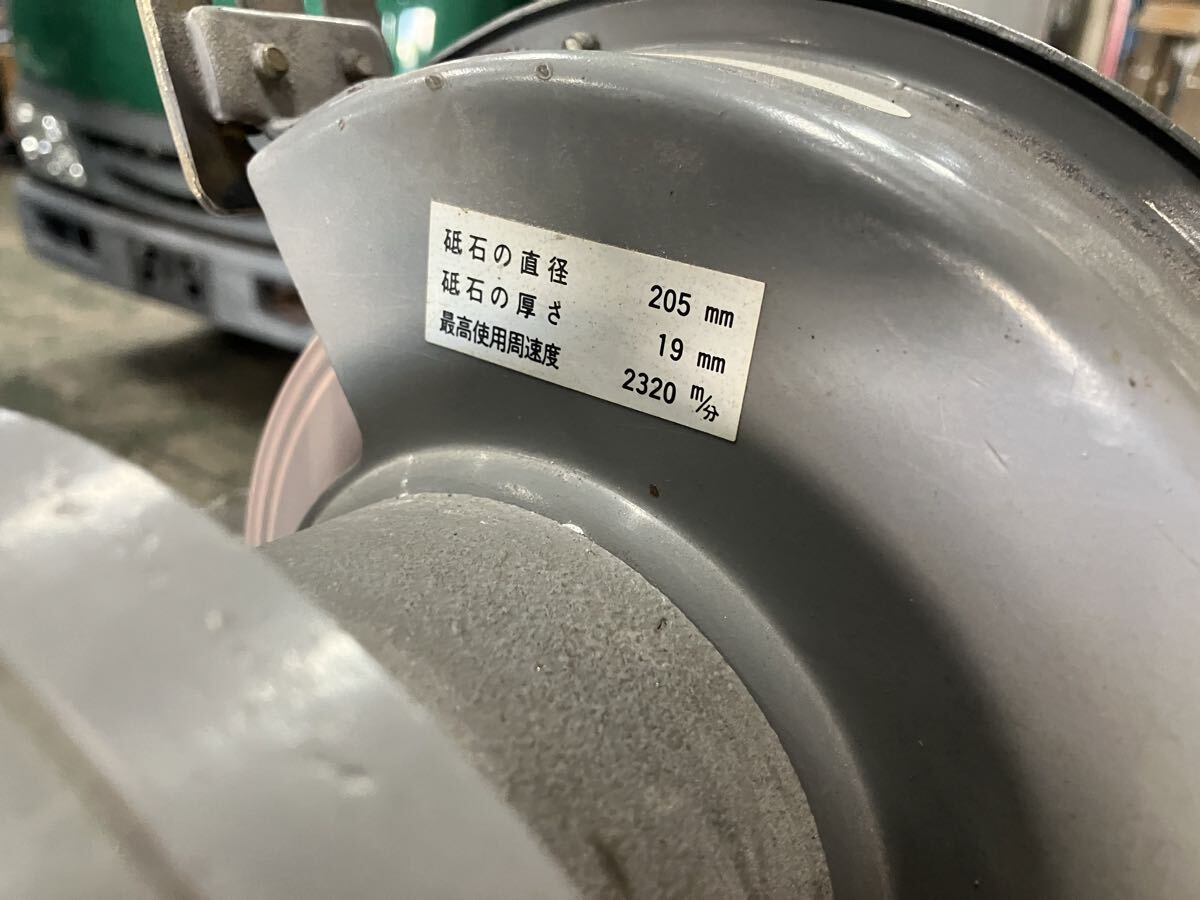 砥石の直径 205 mm
砥石の厚さ 19 mm
最高使用周速度 2320 m/分